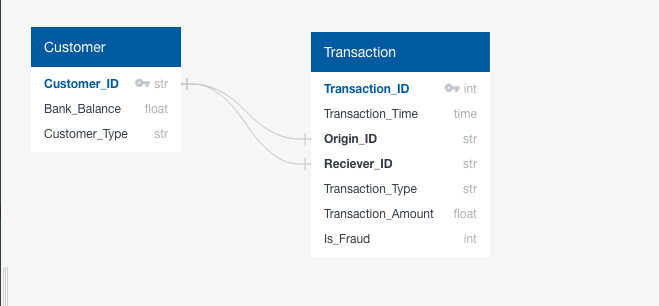 Customer
Customer_ID str
Bank_Balance float
Customer_Type str
Transaction
Transaction_ID int
Transaction_Time time
Origin_ID str
Reciever_ID str
Transaction_Type str
Transaction_Amount float
Is_Fraud int